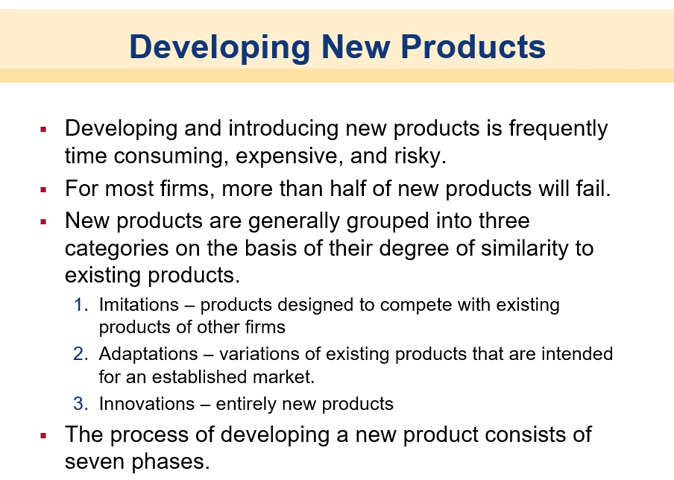 Developing New Products
▪ Developing and introducing new products is frequently
time consuming, expensive, and risky.
▪ For most firms, more than half of new products will fail.
▪ New products are generally grouped into three
categories on the basis of their degree of similarity to
existing products.
1. Imitations – products designed to compete with existing
products of other firms
2. Adaptations – variations of existing products that are intended
for an established market.
3. Innovations – entirely new products
▪ The process of developing a new product consists of
seven phases.